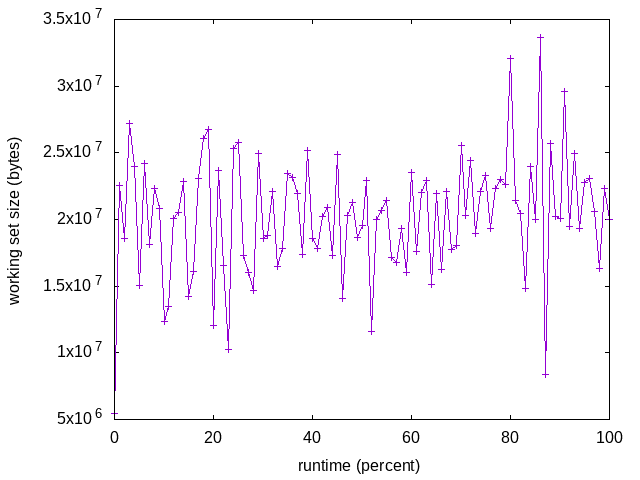 3.5x10^7
3x10^7
2.5x10^7
2x10^7
1.5x10^7
1x10^7
5x10^6
0 20 40 60 80 100
working set size (bytes)
runtime (percent)